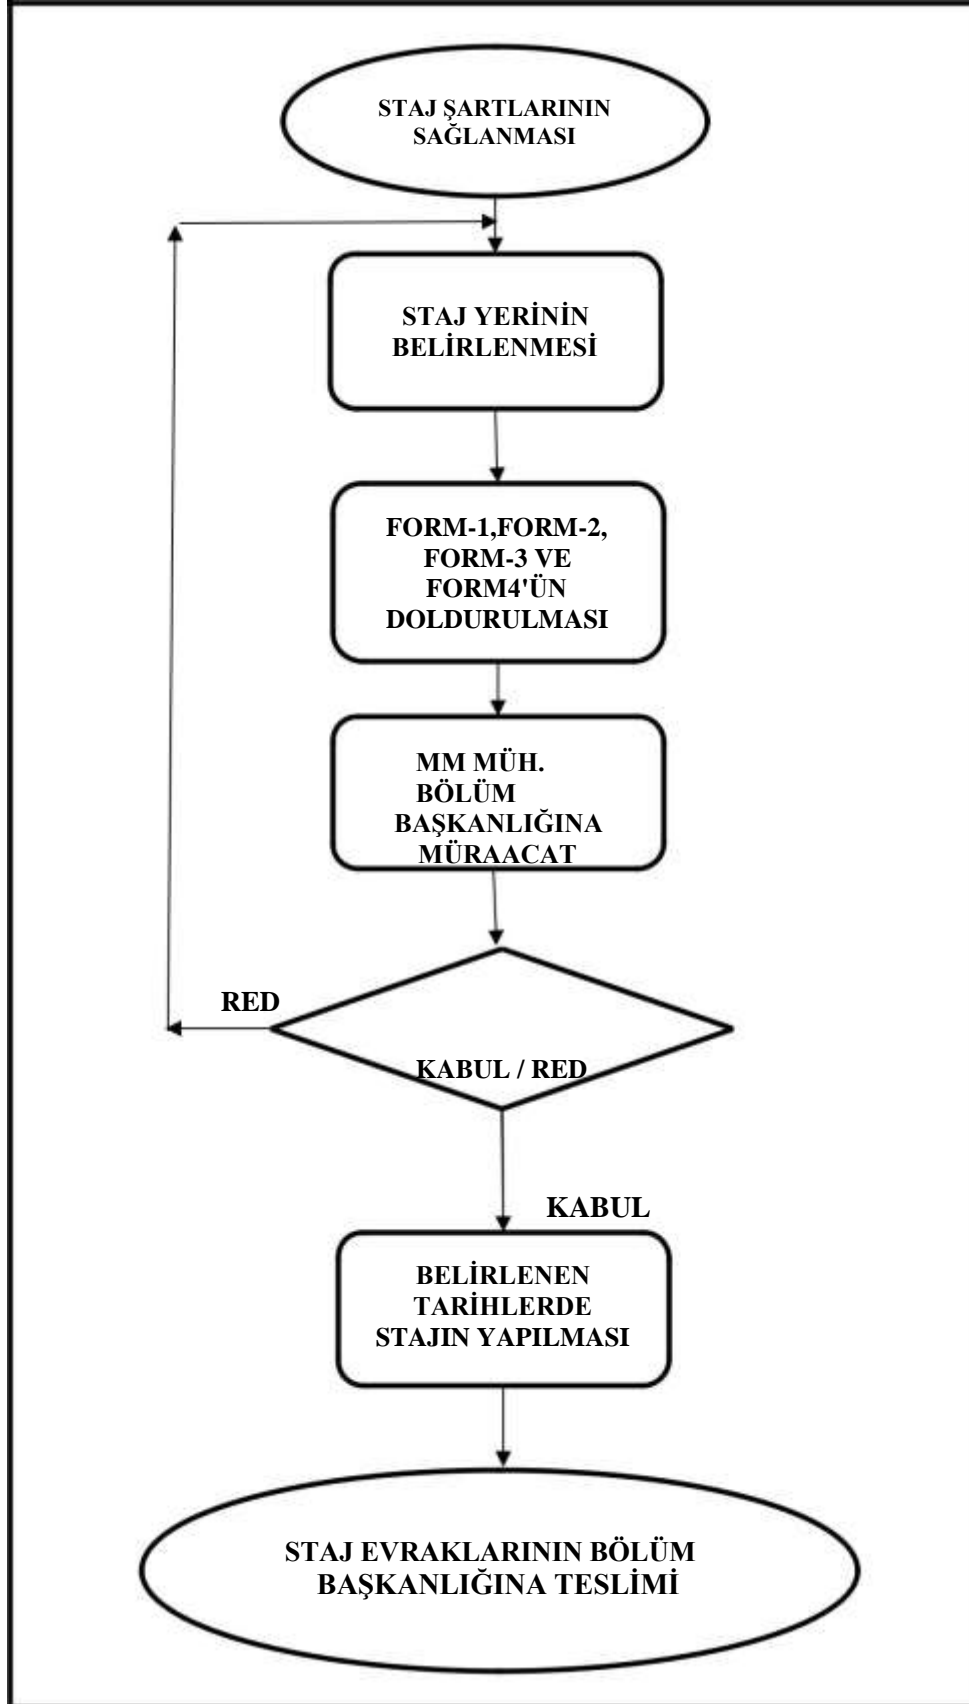 STAJ ŞARTLARININ
SAĞLANMASI
STAJ YERİNİN
BELİRLENMESİ
FORM-1,FORM-2,
FORM-3 VE
FORM4'ÜN
DOLDURULMASI
MM MÜH.
BÖLÜM
BAŞKANLIĞINA
MÜRAACAT
RED
KABUL / RED
KABUL
BELİRLENEN
TARİHLERDE
STAJIN YAPILMASI
STAJ EVRAKLARININ BÖLÜM
BAŞKANLIĞINA TESLİMİ